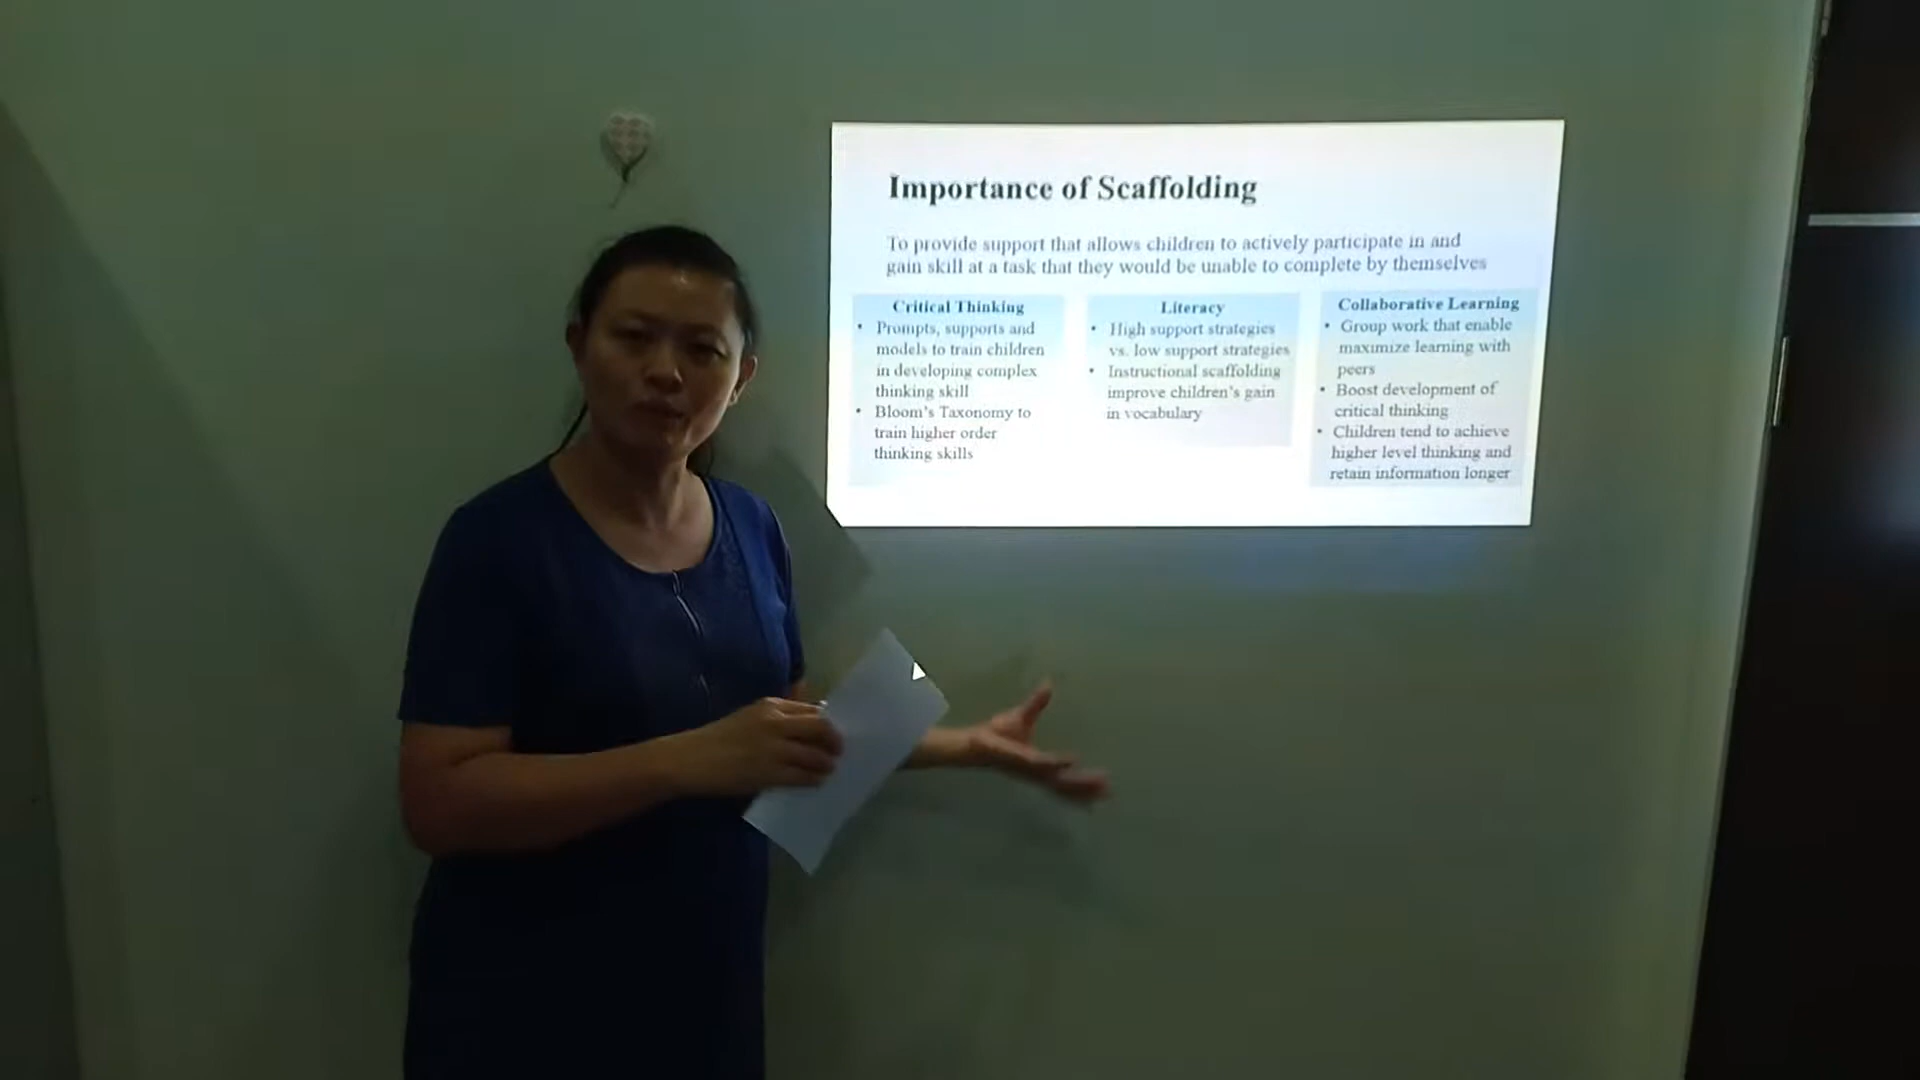 Importance of Scaffolding
To provide support that allows children to actively participate in and
gain skill at a task that they would be unable to complete by themselves
Critical Thinking
• Prompts, supports and
models to train children
in developing complex
thinking skill
• Bloom's Taxonomy to
train higher order
thinking skills
Literacy
• High support strategies
vs. low support strategies
• Instructional scaffolding
improve children's gain
in vocabulary
Collaborative Learning
• Group work that enable
maximize learning with
peers
• Boost development of
critical thinking
• Children tend to achieve
higher level thinking and
retain information longer